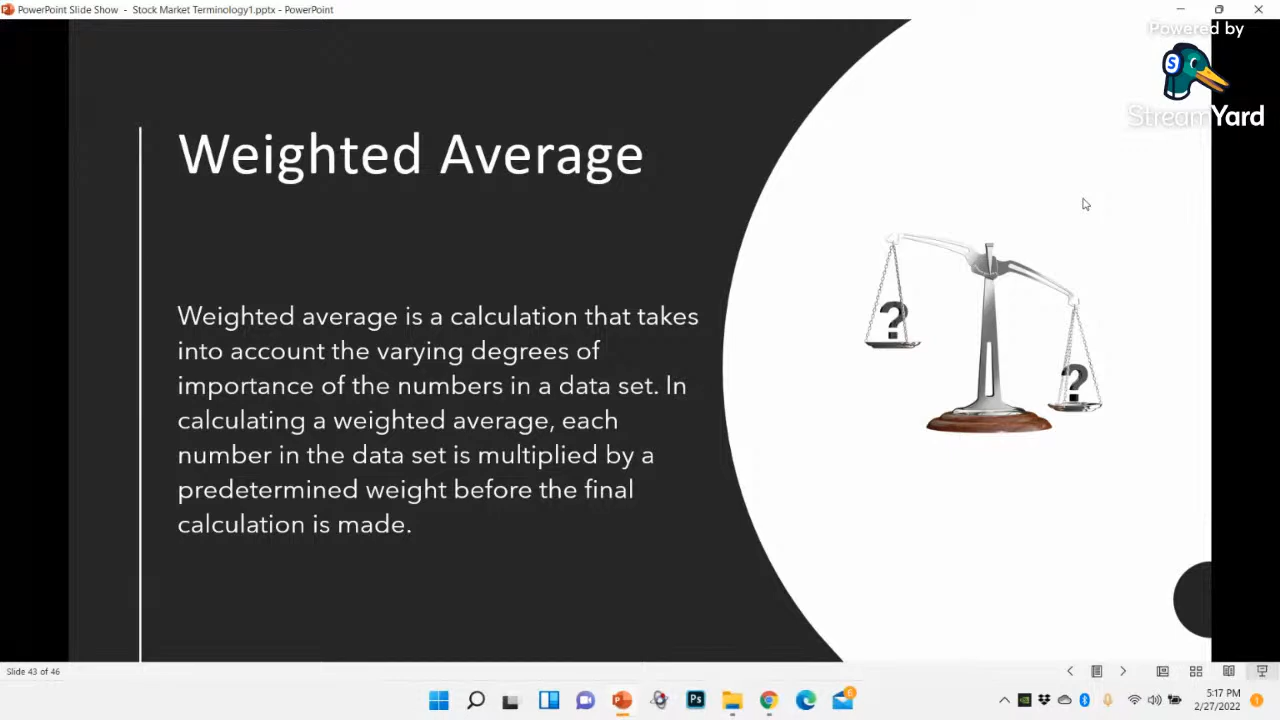 PowerPoint Slide Show - Stock Market Terminology1.pptx - PowerPoint
Powered by
S
StreamYard
Weighted Average
Weighted average is a calculation that takes
into account the varying degrees of
importance of the numbers in a data set. In
calculating a weighted average, each
number in the data set is multiplied by a
predetermined weight before the final
calculation is made.
?
?
Slide 43 of 46
Ps
6
5:17 PM
2/27/2022